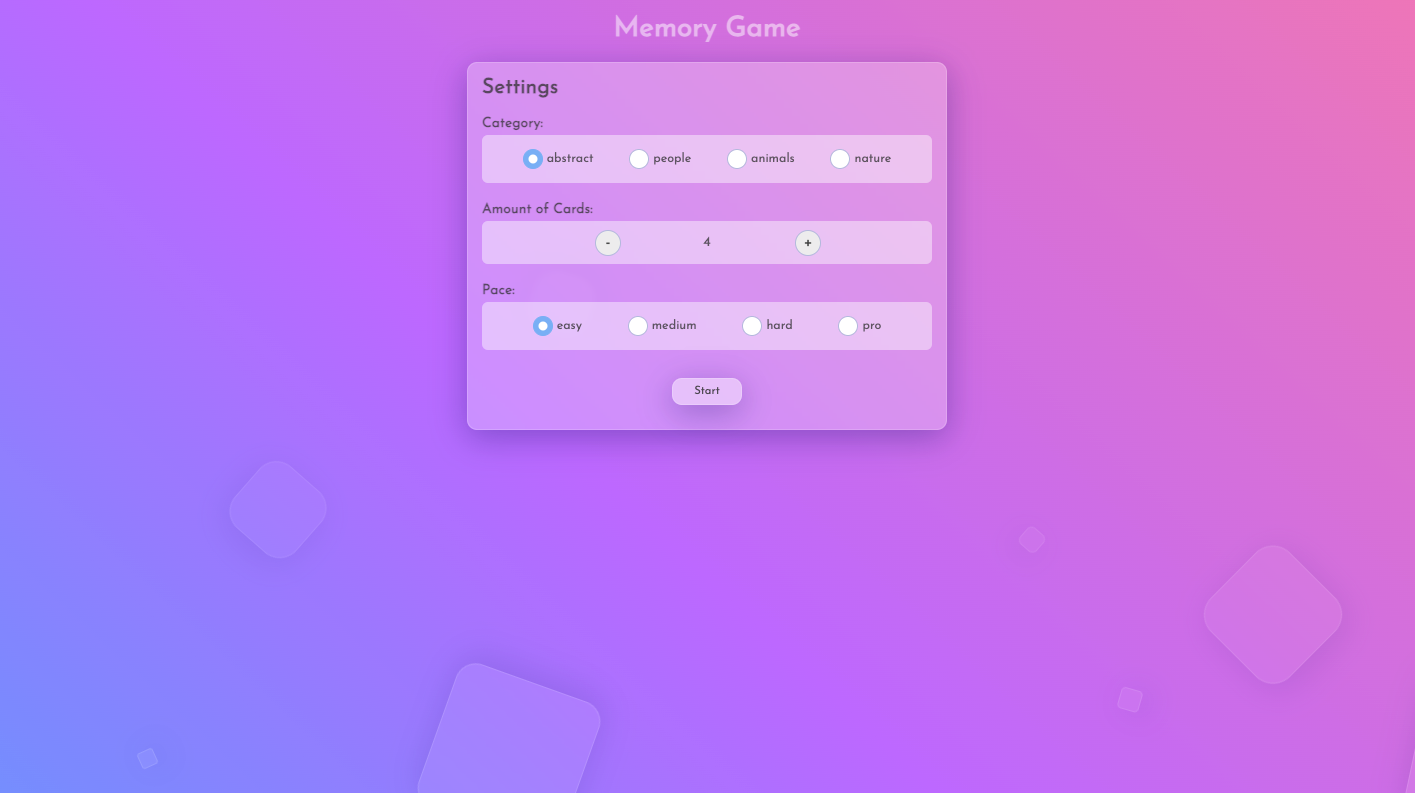 Memory Game
Settings
Category:
abstract people animals nature
Amount of Cards:
- 4 +
Pace:
easy medium hard pro
Start